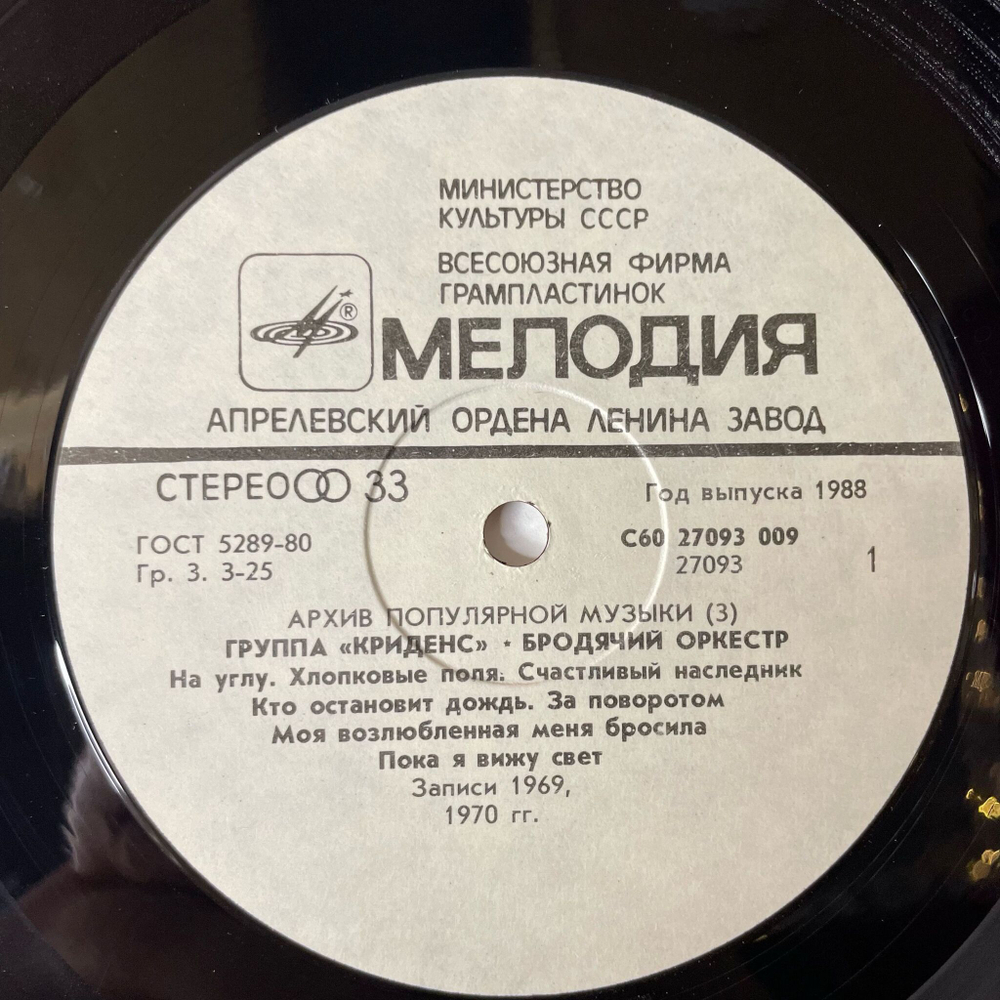 МИНИСТЕРСТВО
КУЛЬТУРЫ СССР
ВСЕСОЮЗНАЯ ФИРМА
ГРАМПЛАСТИНОК
®
МЕЛОДИЯ
АПРЕЛЕВСКИЙ ОРДЕНА ЛЕНИНА ЗАВОД
СТЕРЕО 33
Год выпуска 1988
ГОСТ 5289-80
Гр. 3. 3-25
С60 27093 009
27093
1
АРХИВ ПОПУЛЯРНОЙ МУЗЫКИ (3)
ГРУППА «КРИДЕНС» • БРОДЯЧИЙ ОРКЕСТР
На углу. Хлопковые поля. Счастливый наследник
Кто остановит дождь. За поворотом
Моя возлюбленная меня бросила
Пока я вижу свет
Записи 1969,
1970 гг.